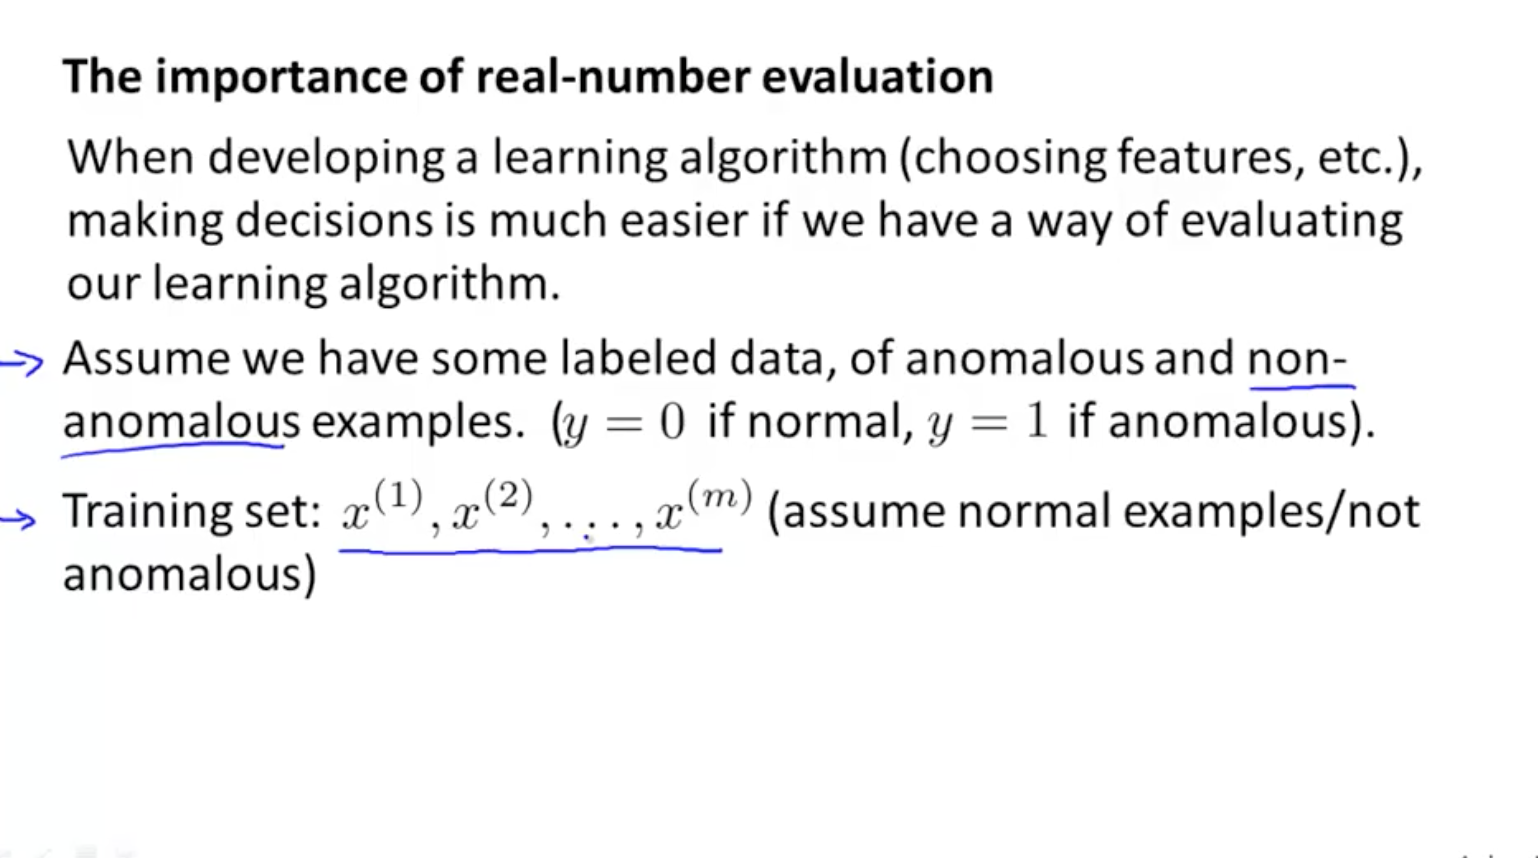 The importance of real-number evaluation
When developing a learning algorithm (choosing features, etc.),
making decisions is much easier if we have a way of evaluating
our learning algorithm.
→ Assume we have some labeled data, of anomalous and non-
anomalous examples. (y = 0 if normal, y = 1 if anomalous).
→ Training set: x^(1), x^(2), . . . , x^(m) (assume normal examples/not
anomalous)